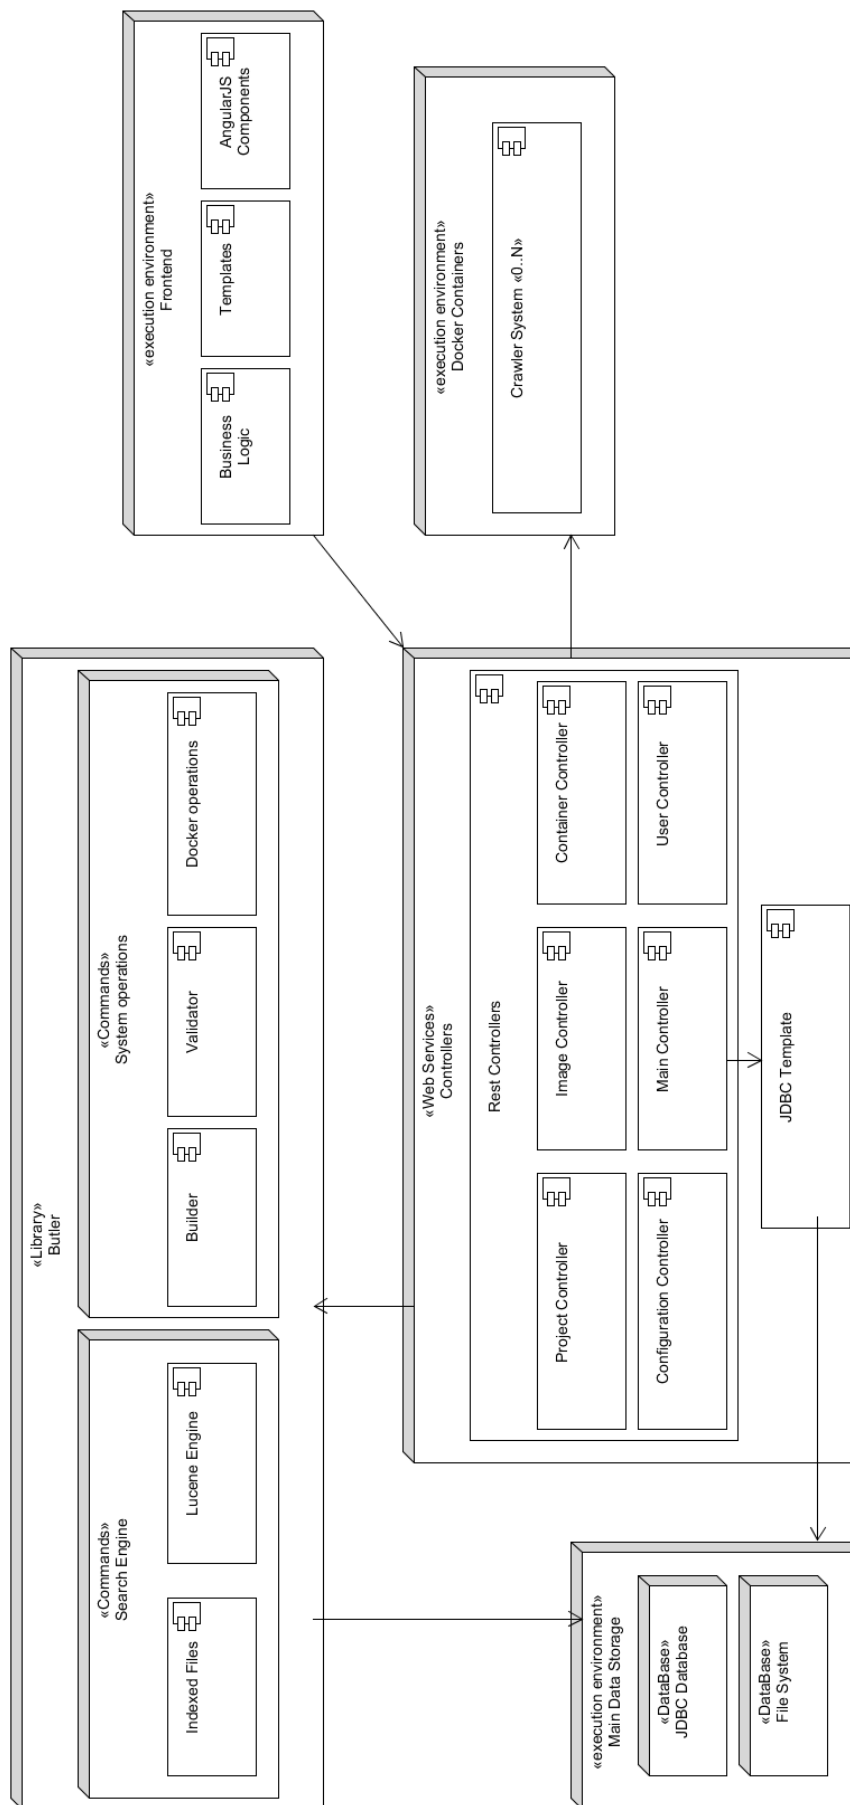 «Library»
Butler
«Commands»
Search Engine
Indexed Files
Lucene Engine
«Commands»
System operations
Builder
Validator
Docker operations
«execution environment»
Frontend
Business
Logic
Templates
AngularJS
Components
«execution environment»
Main Data Storage
«DataBase»
JDBC Database
«DataBase»
File System
«Web Services»
Controllers
Rest Controllers
Project Controller
Image Controller
Container Controller
Configuration Controller
Main Controller
User Controller
JDBC Template
«execution environment»
Docker Containers
Crawler System «0..N»